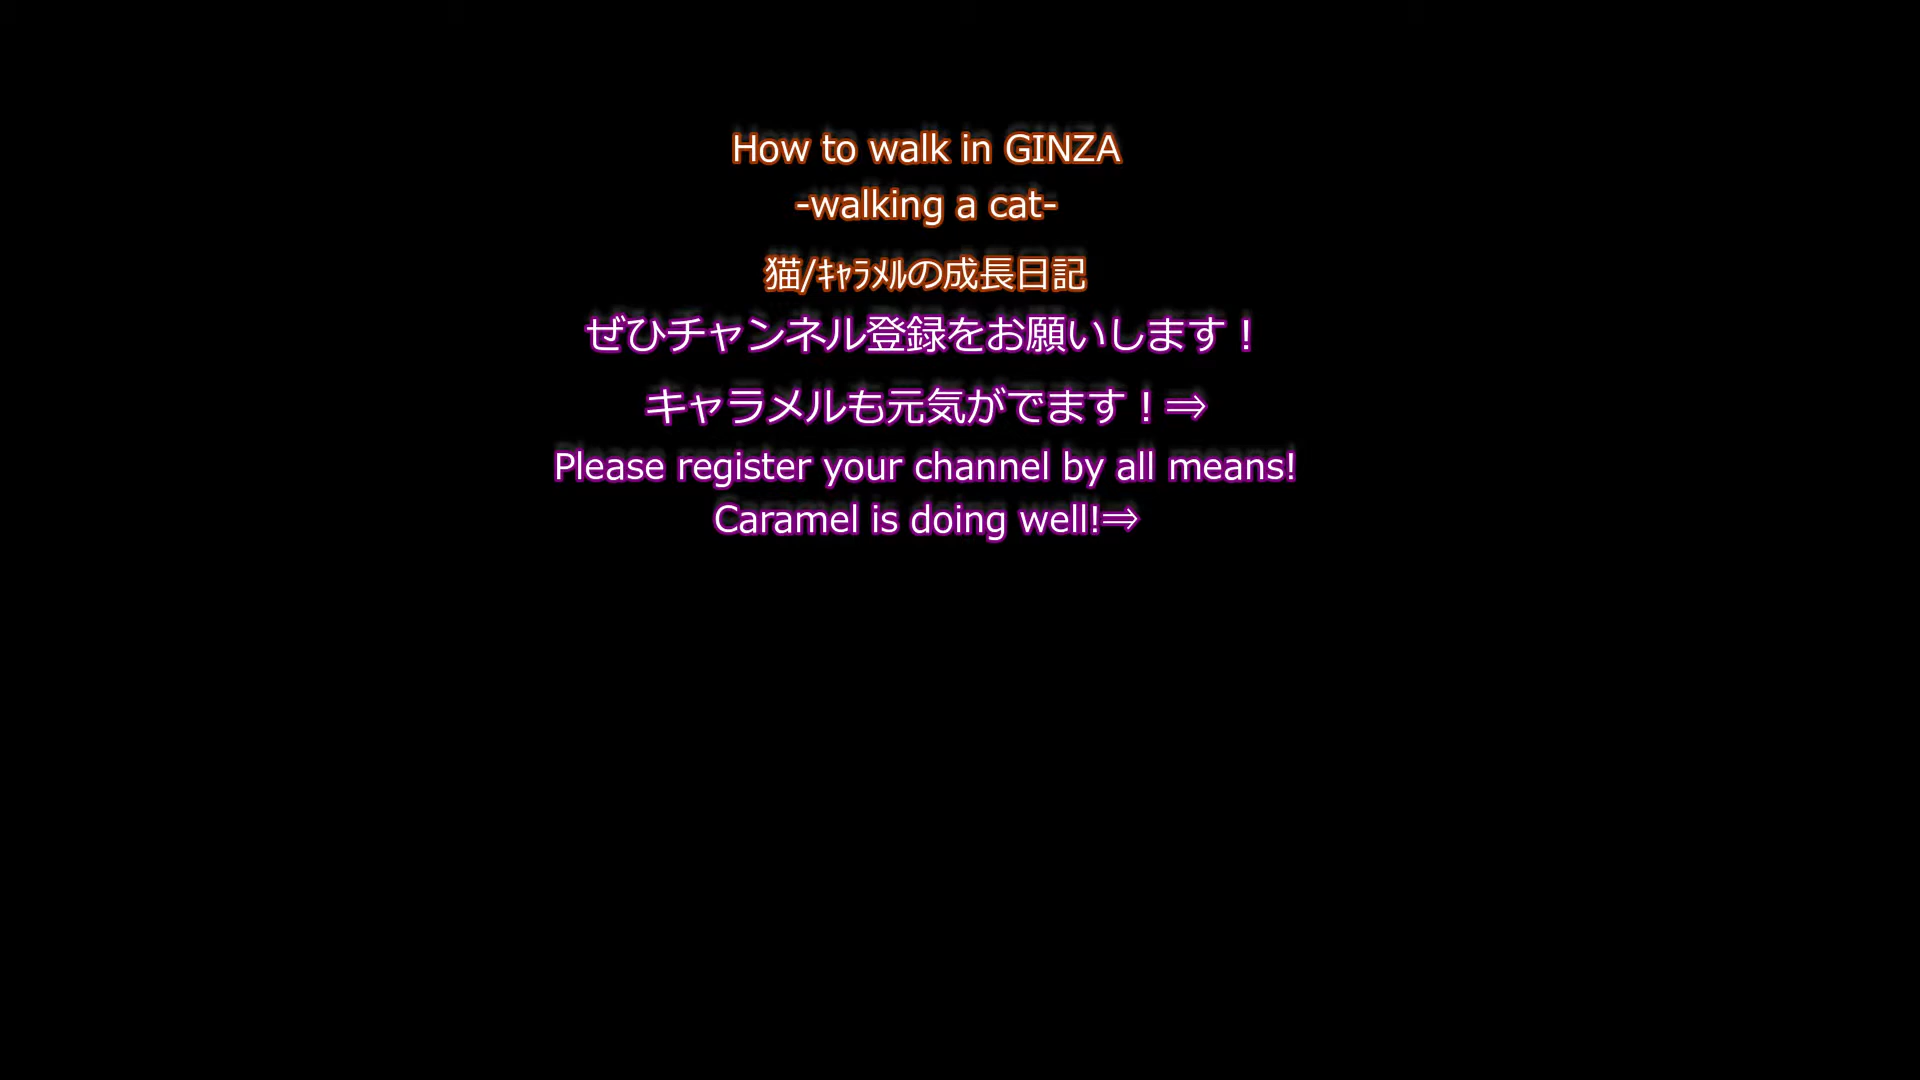 How to walk in GINZA
-walking a cat-
猫/ｷｬﾗﾒﾙの成長日記
ぜひチャンネル登録をお願いします！
キャラメルも元気がでます！⇒
Please register your channel by all means!
Caramel is doing well!⇒